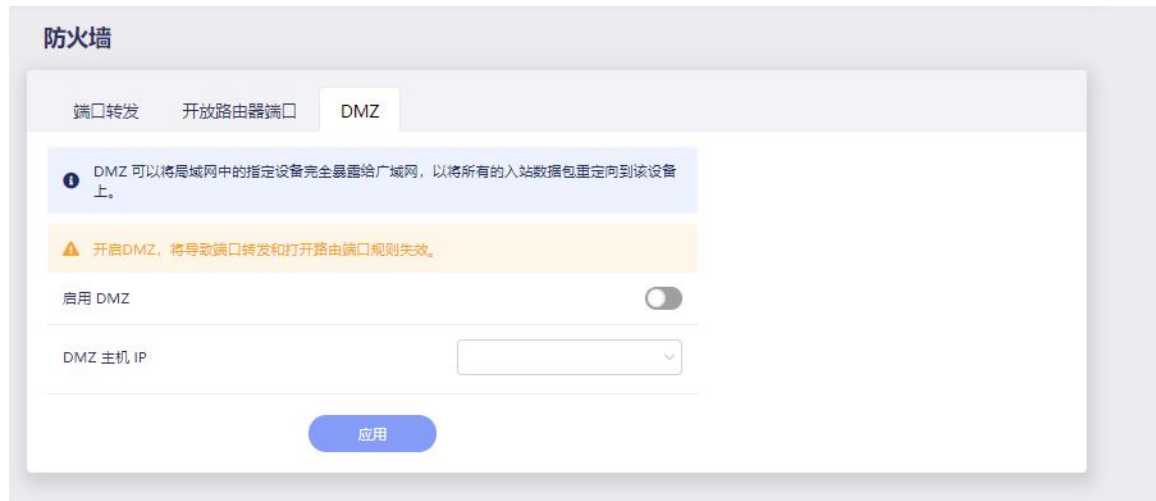 防火墙
端口转发 开放路由器端口 DMZ
DMZ 可以将局域网中的指定设备完全暴露给广域网，以将所有的入站数据包重定向到该设备
上。
开启DMZ，将导致端口转发和打开路由端口规则失效。
启用 DMZ
DMZ 主机 IP
应用